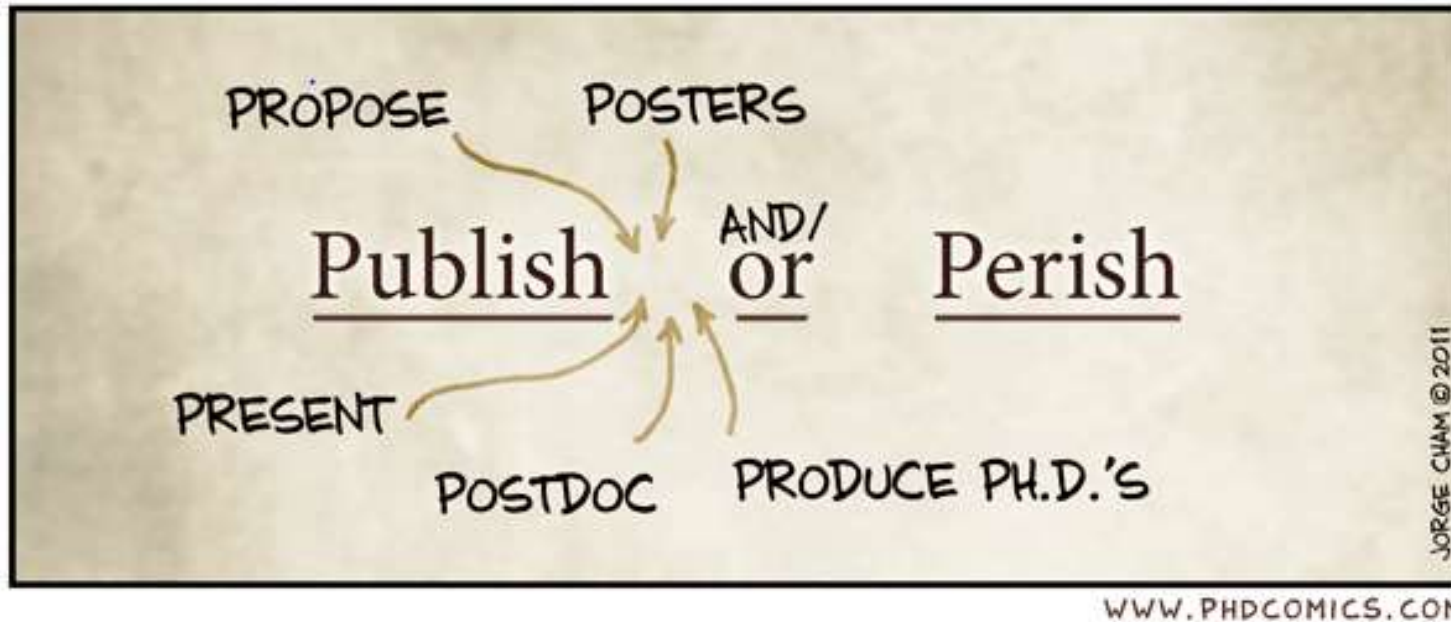 PROPOSE POSTERS
AND/
Publish or Perish
PRESENT
POSTDOC PRODUCE PH.D.'S
JORGE CHAM © 2011
WWW.PHDCOMICS.COM